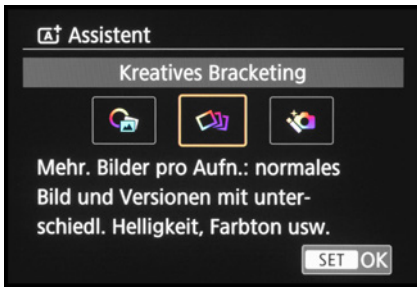 A+ Assistent
Kreatives Bracketing
Mehr. Bilder pro Aufn.: normales
Bild und Versionen mit unter-
schiedl. Helligkeit, Farbton usw.
SET OK